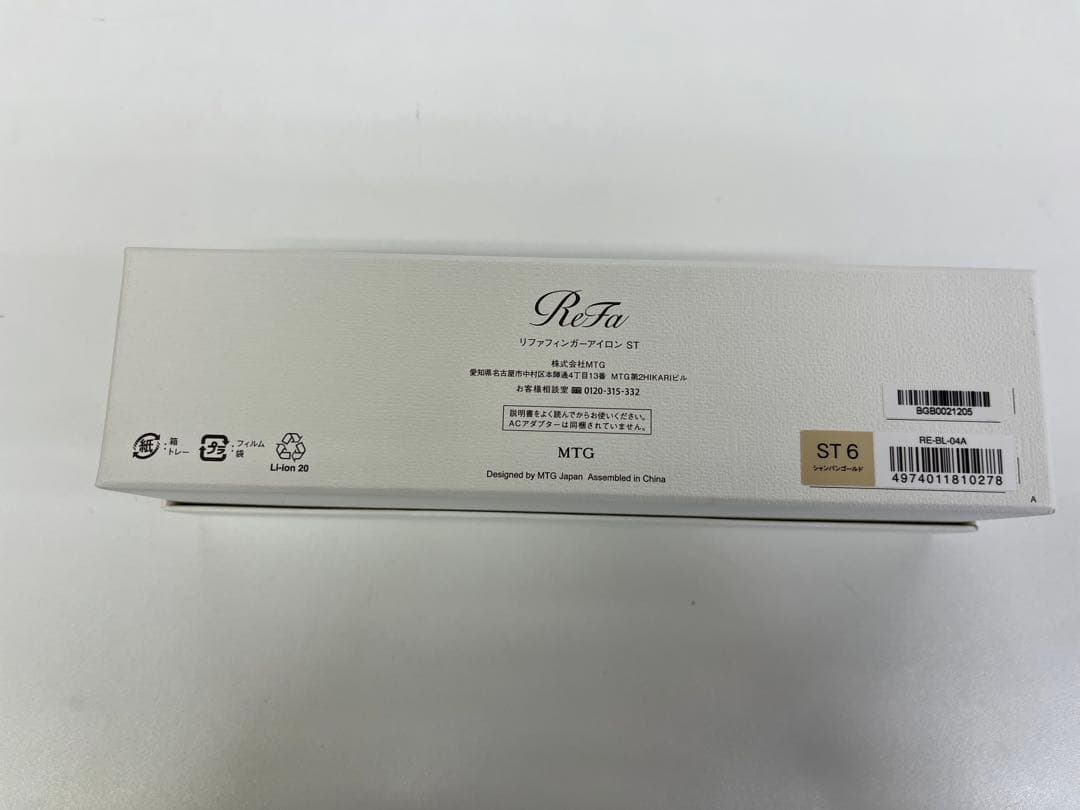 ReFa
リファフィンガーアイロン ST
株式会社MTG
愛知県名古屋市中村区本陣通4丁目13番 MTG第2HIKARIビル
お客様相談室 0120-315-332
説明書をよく読んでからお使いください。
ACアダプターは同梱されていません。
MTG
Designed by MTG Japan Assembled in China
紙 : 箱 トレー
プラ : フィルム 袋
Li-ion 20
BGB0021205
ST 6
シャンパンゴールド
RE-BL-04A
4974011810278
A